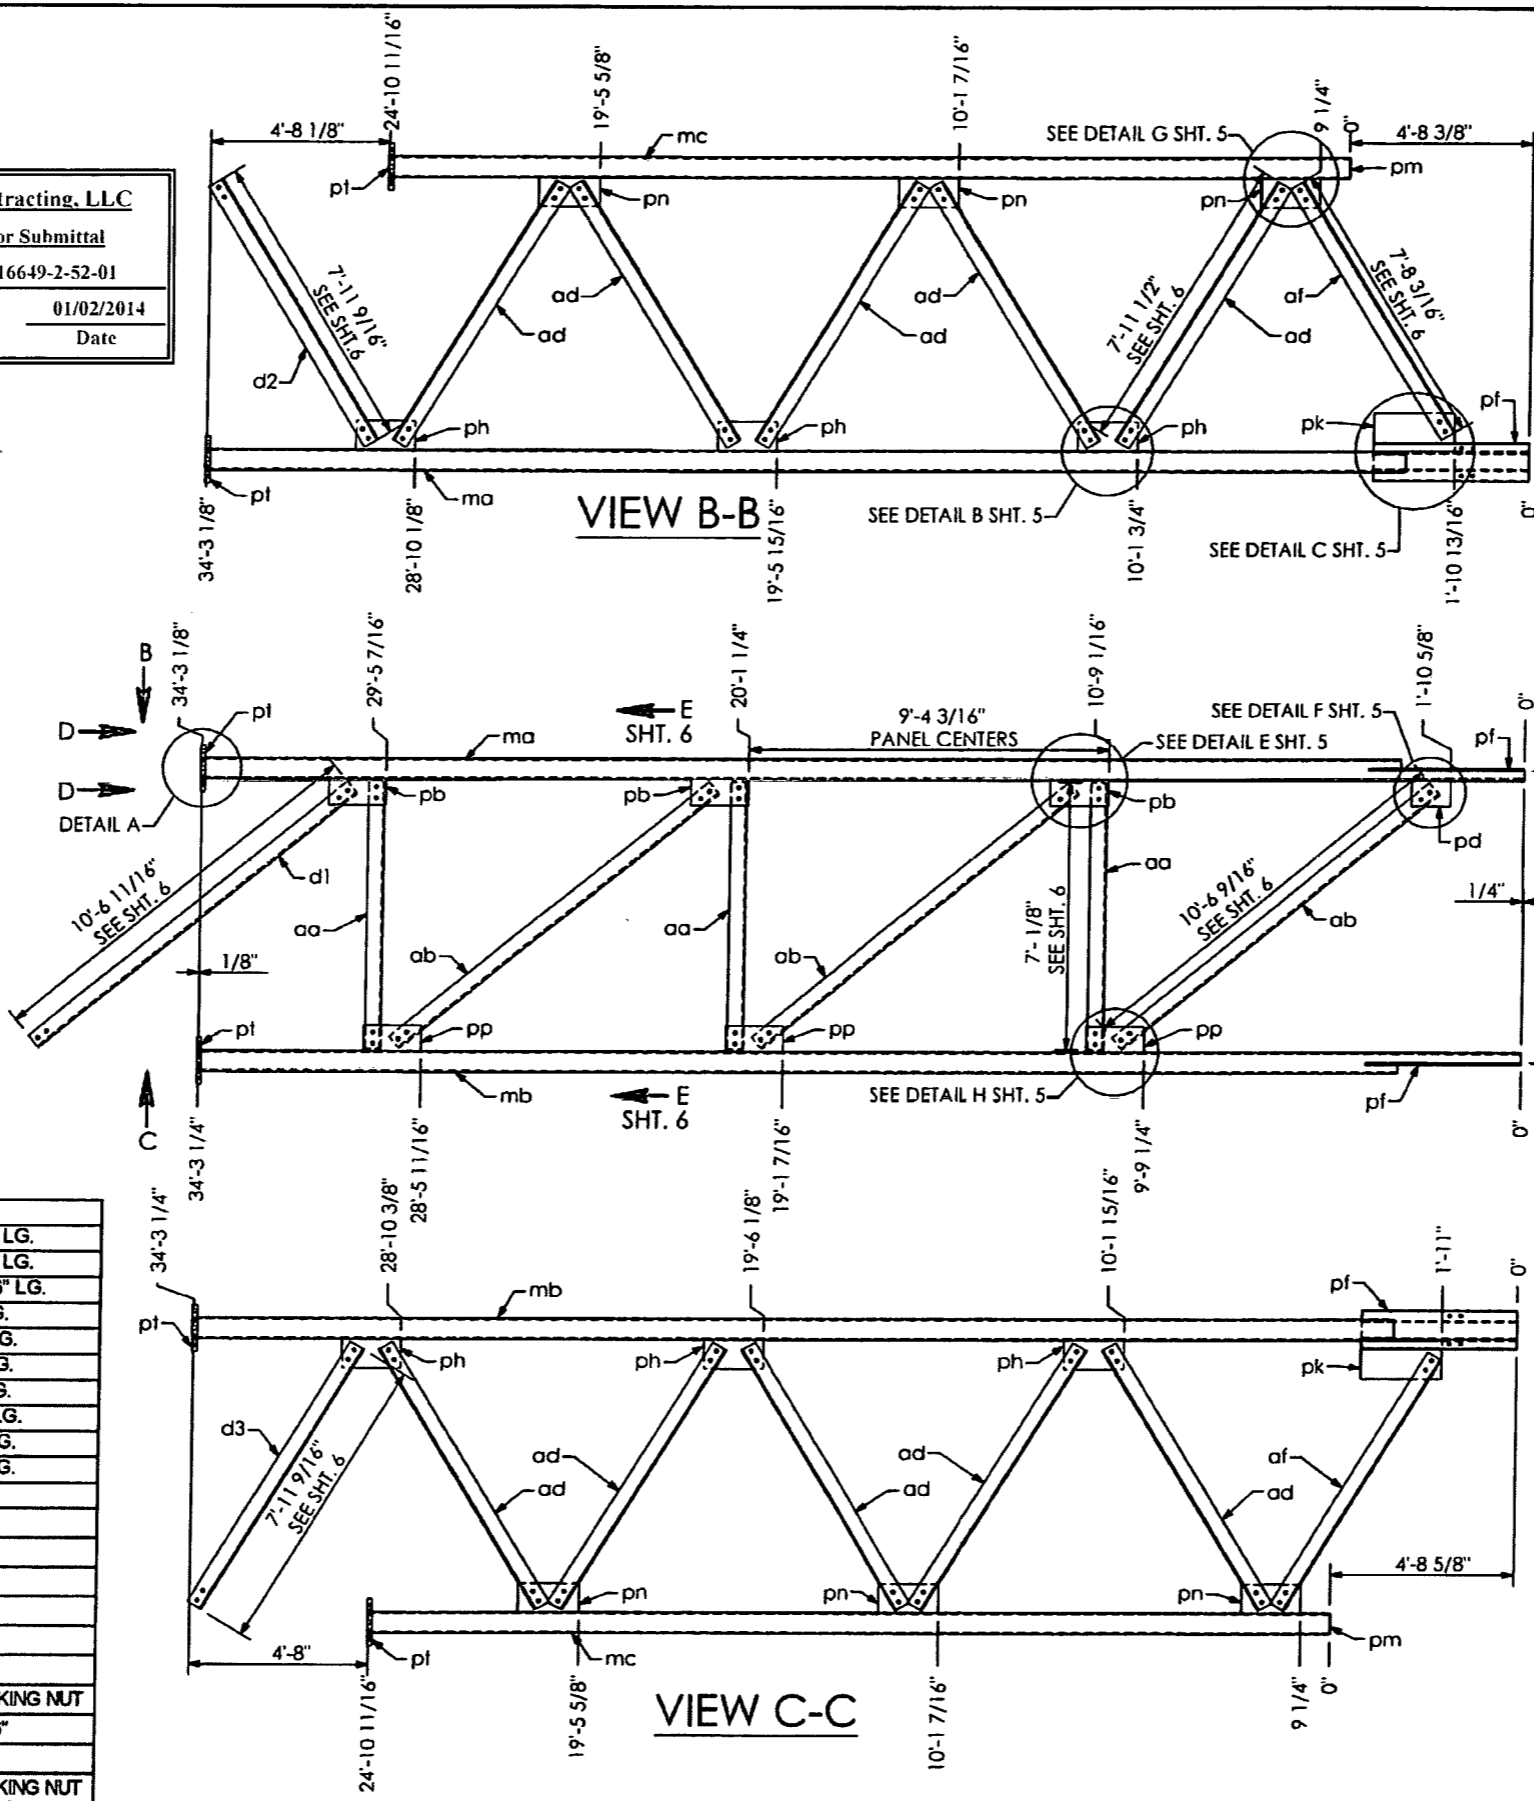 24'-10 11/16"
19'-5 5/8"
10'-1 7/16"
9 1/4"
0"
4'-8 1/8"
mc
SEE DETAIL G SHT. 5
4'-8 3/8"
pt
pn
pn
pn
pm
tracting, LLC
or Submittal
16649-2-52-01
01/02/2014
Date
7'-11 9/16"
SEE SHT. 6
ad
ad
ad
ad
7'-11 1/2"
SEE SHT. 6
af
ad
7'-8 3/16"
SEE SHT. 6
d2
ph
ph
ph
pk
pf
pt
ma
VIEW B-B
SEE DETAIL B SHT. 5
SEE DETAIL C SHT. 5
34'-3 1/8"
28'-10 1/8"
19'-5 15/16"
10'-1 3/4"
1'-10 13/16"
0"
B
34'-3 1/8"
29'-5 7/16"
20'-1 1/4"
10'-9 1/16"
1'-10 5/8"
0"
D
pt
ma
E
SHT. 6
9'-4 3/16"
PANEL CENTERS
SEE DETAIL F SHT. 5
SEE DETAIL E SHT. 5
pf
D
DETAIL A
pb
pb
pb
pd
d1
10'-6 11/16"
SEE SHT. 6
aa
ab
aa
ab
7'- 1/8"
SEE SHT. 6
aa
10'-6 9/16"
SEE SHT. 6
ab
1/4"
1/8"
pt
pp
pp
pp
mb
E
SHT. 6
SEE DETAIL H SHT. 5
pf
C
34'-3 1/4"
28'-5 11/16"
19'-1 7/16"
9'-9 1/4"
0"
LG.
LG.
" LG.
G.
G.
G.
G.
LG.
G.
G.
KING NUT
"
KING NUT
34'-3 1/4"
28'-10 3/8"
19'-6 1/8"
10'-1 15/16"
1'-11"
0"
mb
pf
pt
ph
ph
ph
pk
d3
7'-11 9/16"
SEE SHT. 6
ad
ad
ad
ad
af
ad
4'-8 5/8"
pn
pn
pn
pm
4'-8"
pt
mc
VIEW C-C
24'-10 11/16"
19'-5 5/8"
10'-1 7/16"
9 1/4"
0"